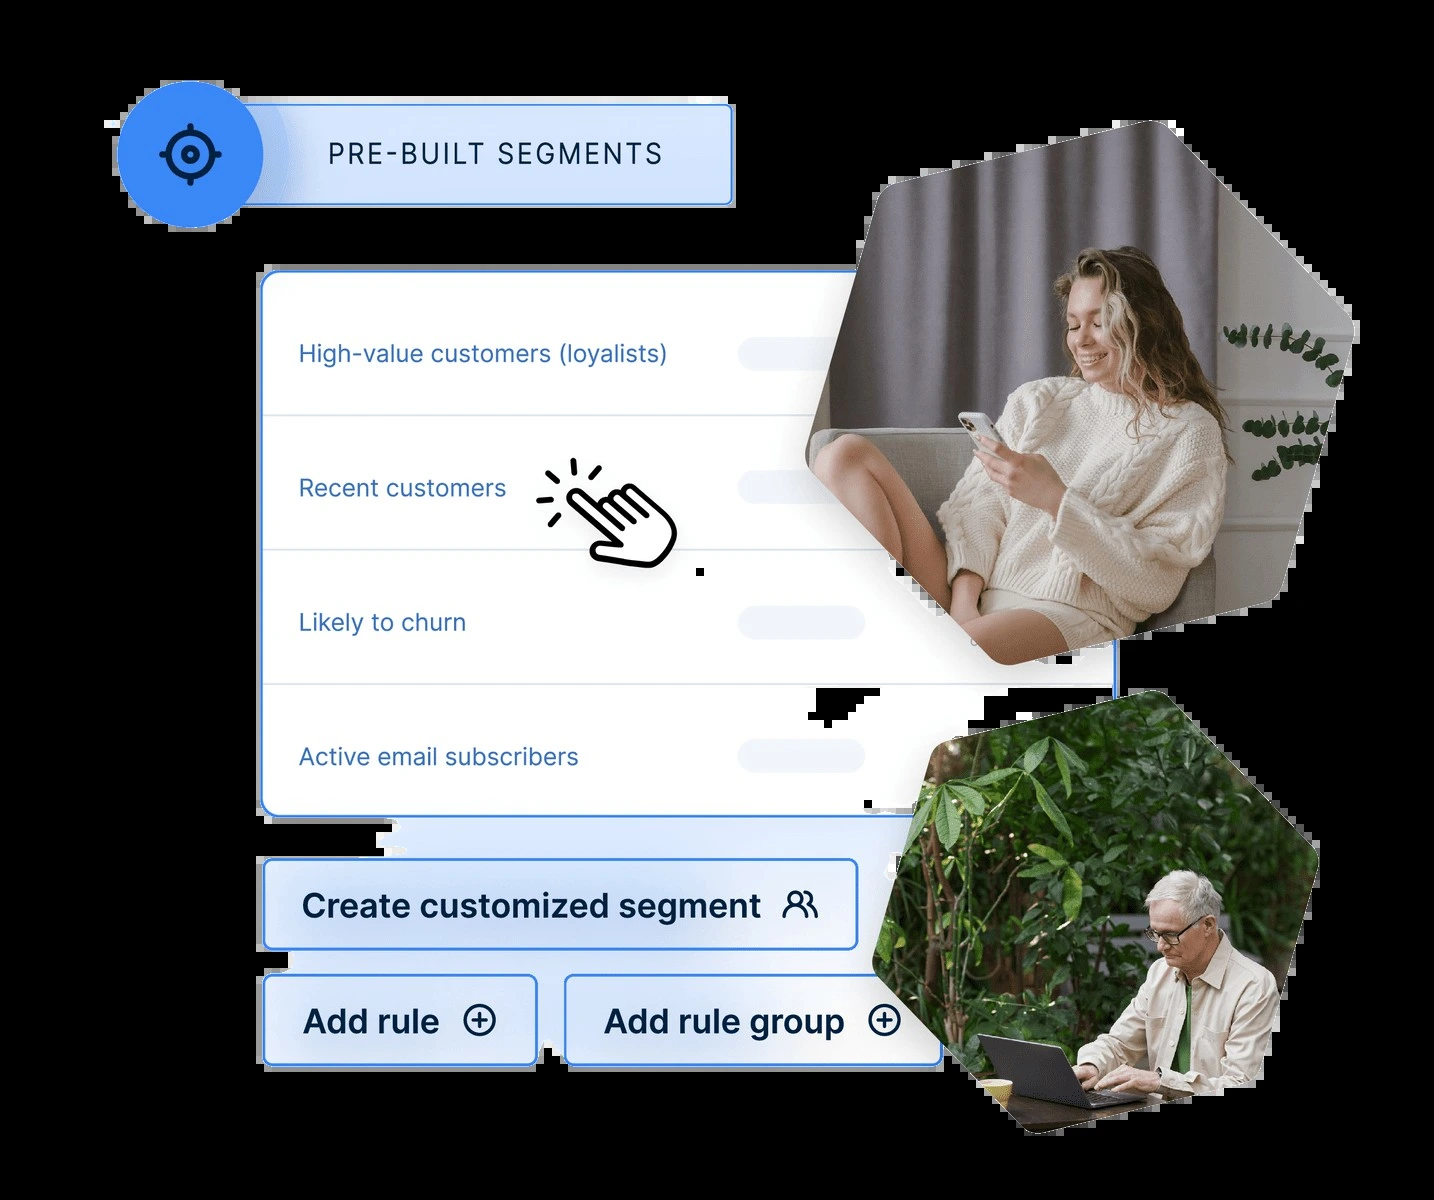 PRE-BUILT SEGMENTS
High-value customers (loyalists)
Recent customers
Likely to churn
Active email subscribers
Create customized segment
Add rule
Add rule group